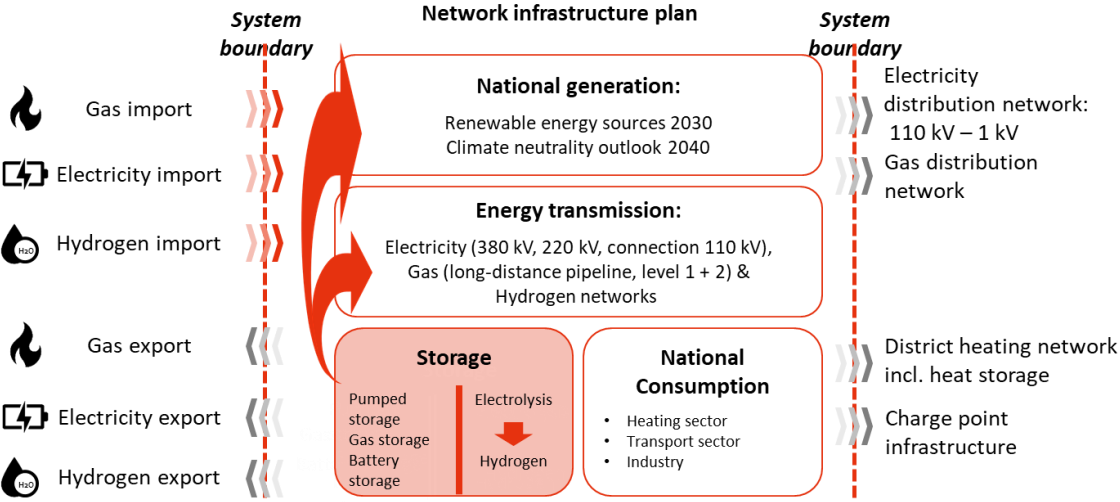 Network infrastructure plan
System
boundary
System
boundary
Gas import
Electricity import
H₂O
Hydrogen import
Gas export
Electricity export
H₂O
Hydrogen export
National generation:
Renewable energy sources 2030
Climate neutrality outlook 2040
Energy transmission:
Electricity (380 kV, 220 kV, connection 110 kV),
Gas (long-distance pipeline, level 1 + 2) &
Hydrogen networks
Storage
Pumped
storage
Gas storage
Battery
storage
Electrolysis
Hydrogen
National
Consumption
• Heating sector
• Transport sector
• Industry
Electricity
distribution network:
110 kV – 1 kV
Gas distribution
network
District heating network
incl. heat storage
Charge point
infrastructure